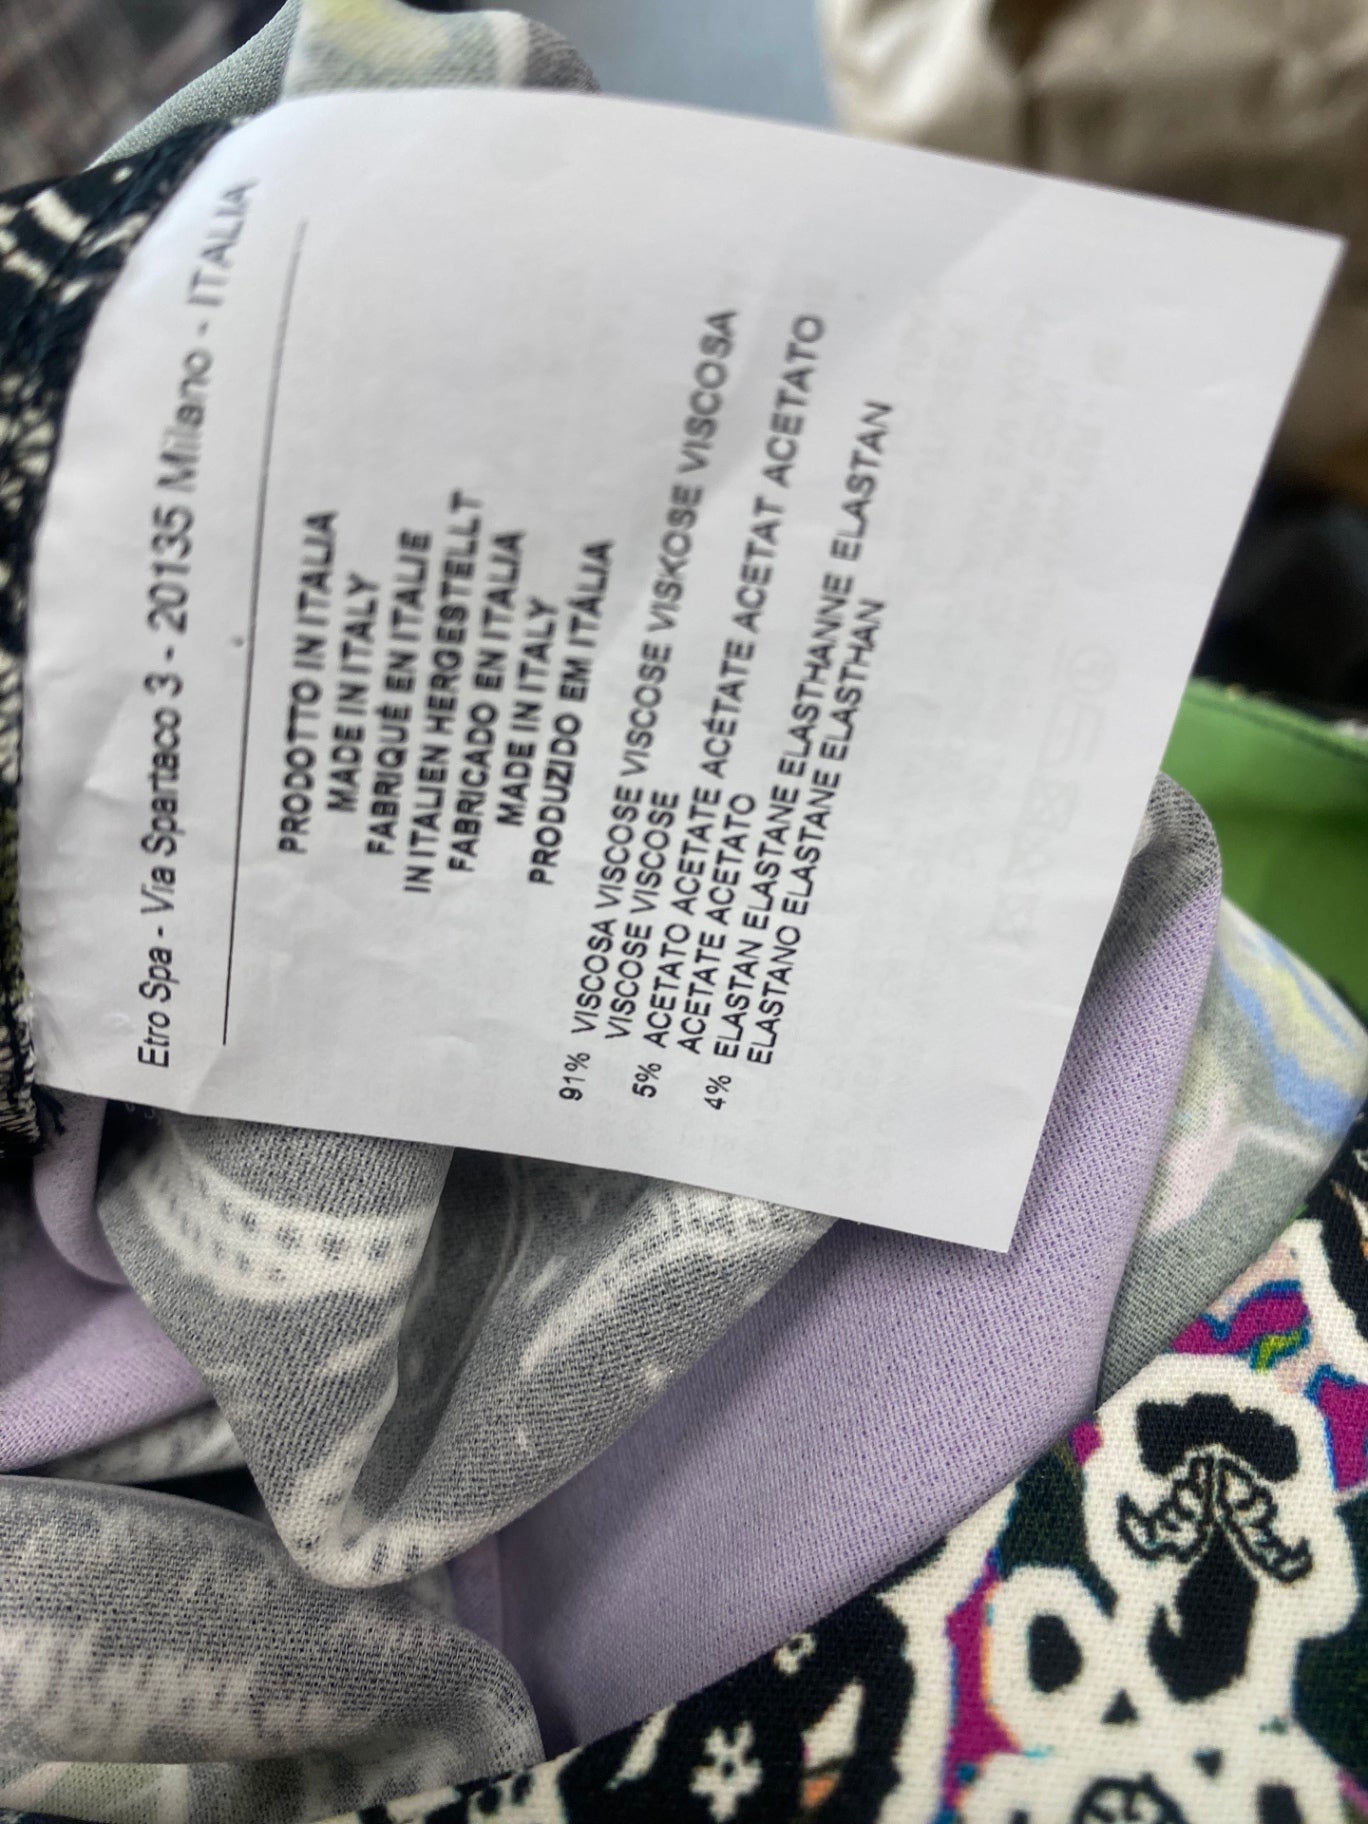 Etro Spa - Via Spartaco 3 - 20135 Milano - ITALIA
PRODOTTO IN ITALIA
MADE IN ITALY
FABRIQUÉ EN ITALIE
IN ITALIEN HERGESTELLT
FABRICADO EN ITALIA
MADE IN ITALY
PRODUZIDO EM ITÁLIA
91% VISCOSA VISCOSE VISCOSE VISKOSE VISCOSA
VISCOSE VISCOSE
5% ACETATO ACETATE ACÉTATE ACETAT ACETATO
ACETATE ACETATO
4% ELASTAN ELASTANE ELASTHANNE ELASTAN
ELASTANO ELASTANE ELASTHAN